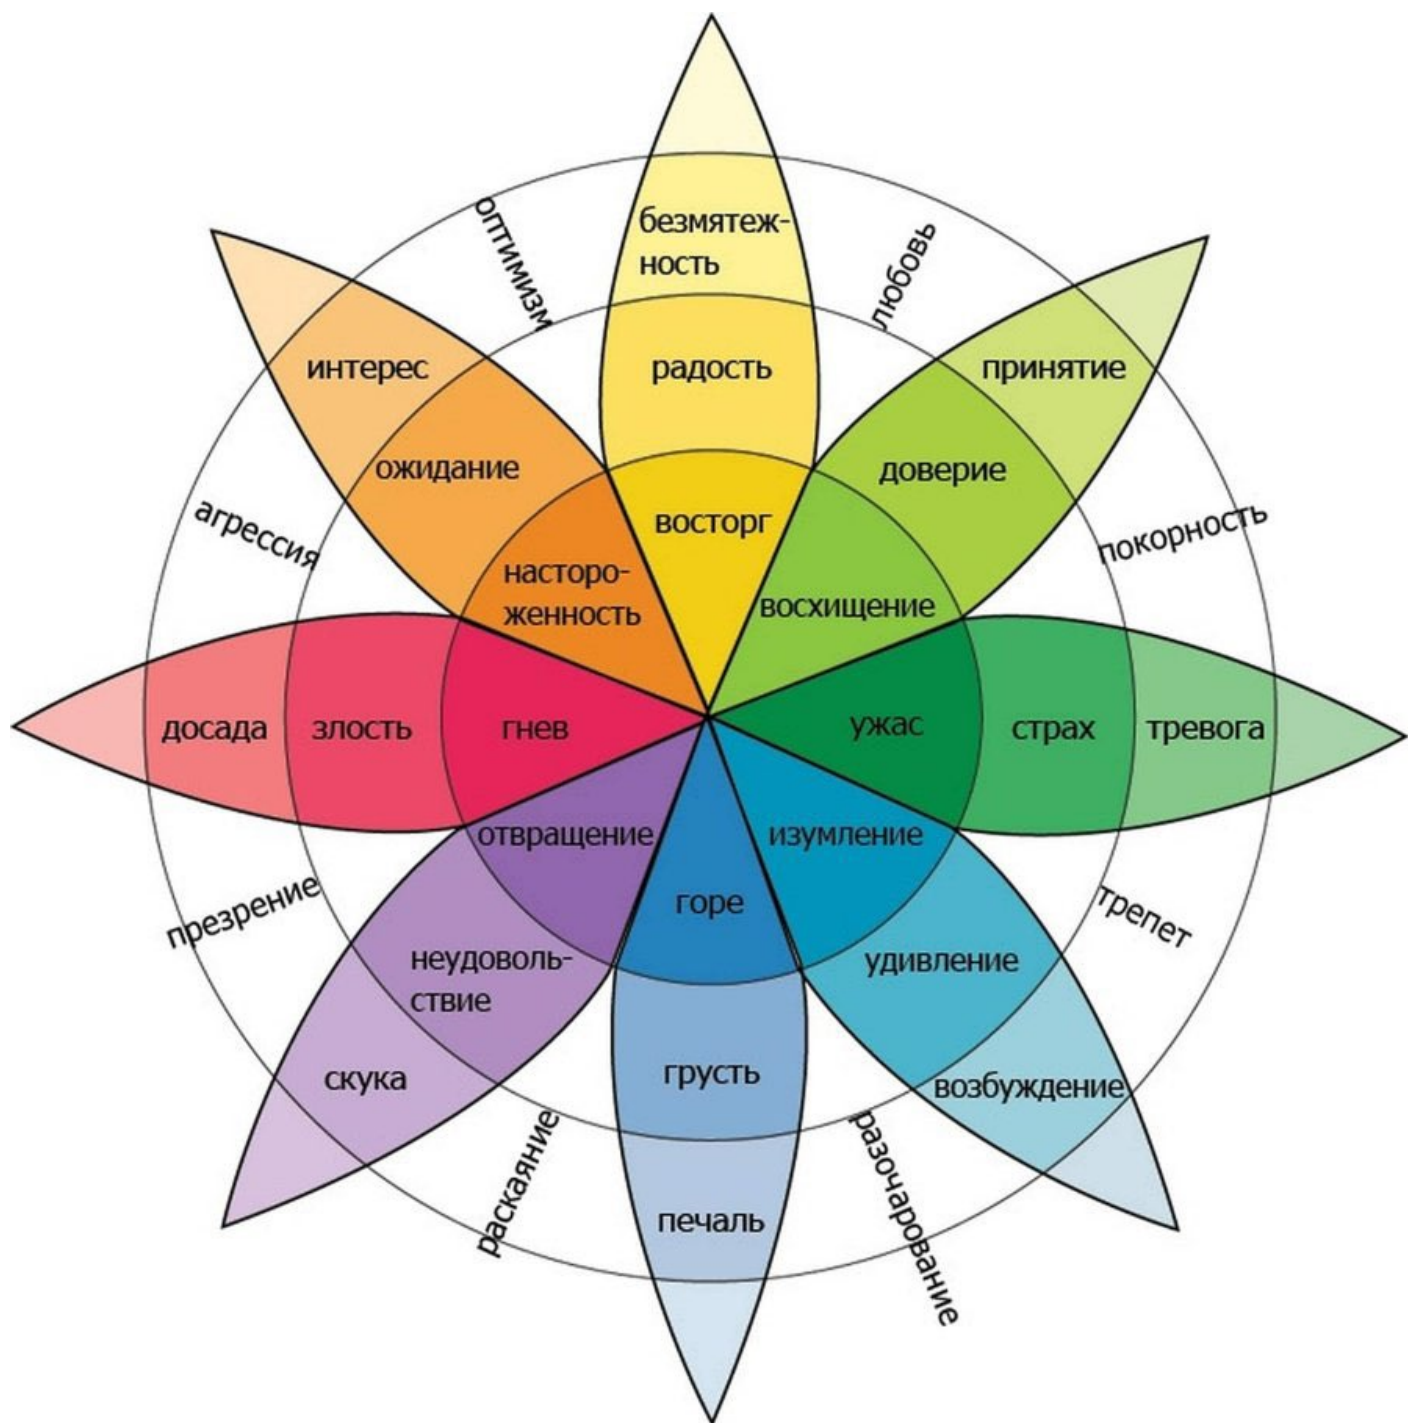 оптимизм
безмятеж-
ность
любовь
интерес
радость
принятие
ожидание
доверие
агрессия
восторг
покорность
насторо-
женность
восхищение
досада
злость
гнев
ужас
страх
тревога
отвращение
изумление
презрение
горе
трепет
неудоволь-
ствие
удивление
скука
грусть
возбуждение
раскаяние
печаль
разочарование